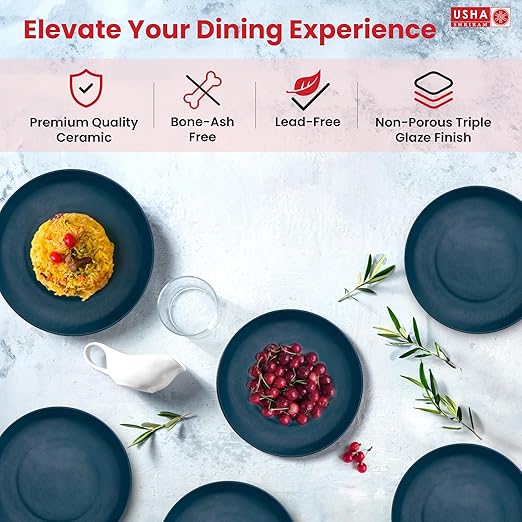 Elevate Your Dining Experience
USHA
SHRIRAM
Premium Quality
Ceramic
Bone-Ash
Free
Lead-Free
Non-Porous Triple
Glaze Finish